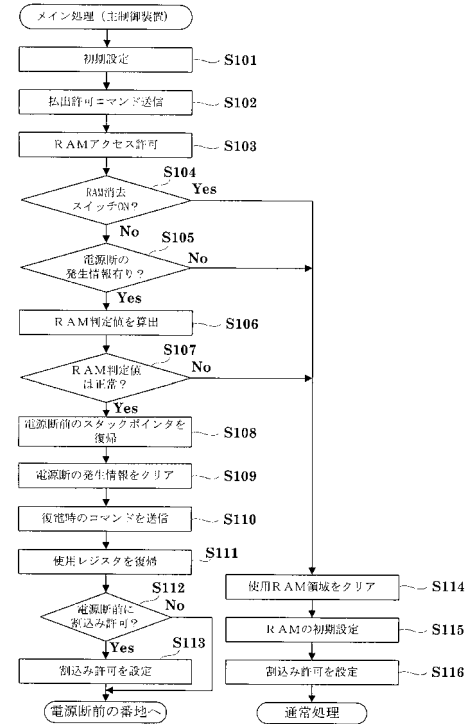 メイン処理（主制御装置）
初期設定
S101
払出許可コマンド送信
S102
RAMアクセス許可
S103
RAM消去
スイッチON？
S104
Yes
No
電源断の
発生情報有り？
S105
No
Yes
RAM判定値を算出
S106
RAM判定値
は正常？
S107
No
Yes
電源断前のスタックポインタを
復帰
S108
電源断の発生情報をクリア
S109
復電時のコマンドを送信
S110
使用レジスタを復帰
S111
電源断前に
割込み許可？
S112
No
Yes
割込み許可を設定
S113
電源断前の番地へ
使用RAM領域をクリア
S114
RAMの初期設定
S115
割込み許可を設定
S116
通常処理